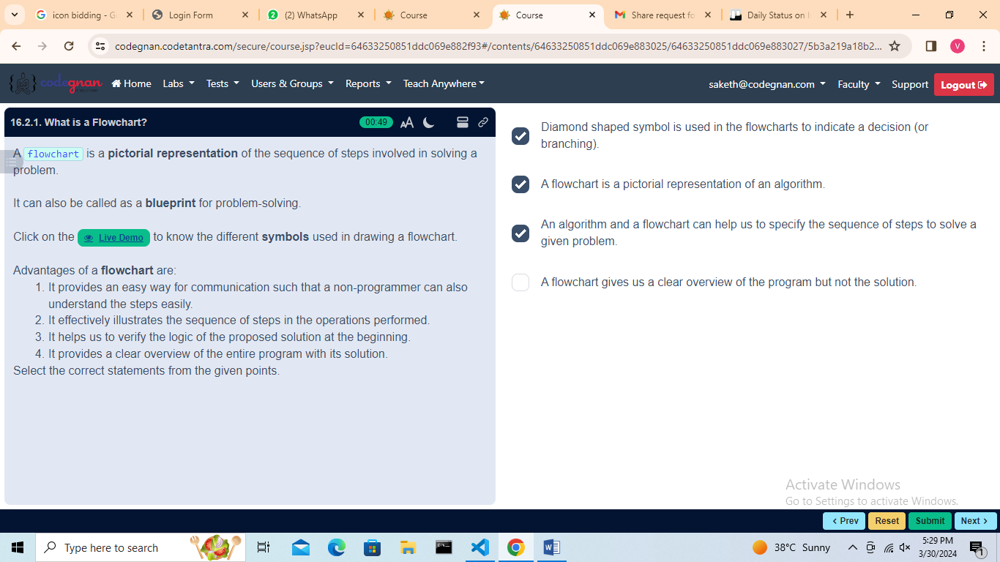 icon bidding - G
Login Form
2 (2) WhatsApp
Course
Course
Share request fo
Daily Status on
codegnan.codetantra.com/secure/course.jsp?eucId=64633250851ddc069e882f93#/contents/64633250851ddc069e883025/64633250851ddc069e883027/5b3a219a18b2...
V
codegnan
Home Labs Tests Users & Groups Reports Teach Anywhere
saketh@codegnan.com Faculty Support Logout
16.2.1. What is a Flowchart?
00:49 AA
A flowchart is a pictorial representation of the sequence of steps involved in solving a
problem.
It can also be called as a blueprint for problem-solving.
Click on the Live Demo to know the different symbols used in drawing a flowchart.
Advantages of a flowchart are:
1. It provides an easy way for communication such that a non-programmer can also
understand the steps easily.
2. It effectively illustrates the sequence of steps in the operations performed.
3. It helps us to verify the logic of the proposed solution at the beginning.
4. It provides a clear overview of the entire program with its solution.
Select the correct statements from the given points.
Diamond shaped symbol is used in the flowcharts to indicate a decision (or
branching).
A flowchart is a pictorial representation of an algorithm.
An algorithm and a flowchart can help us to specify the sequence of steps to solve a
given problem.
A flowchart gives us a clear overview of the program but not the solution.
Activate Windows
Go to Settings to activate Windows.
‹ Prev Reset Submit Next ›
Type here to search
38°C Sunny
5:29 PM
3/30/2024
1